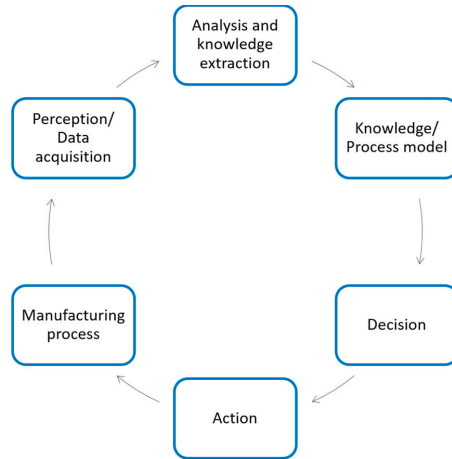 Analysis and
knowledge
extraction
Knowledge/
Process model
Decision
Action
Manufacturing
process
Perception/
Data
acquisition